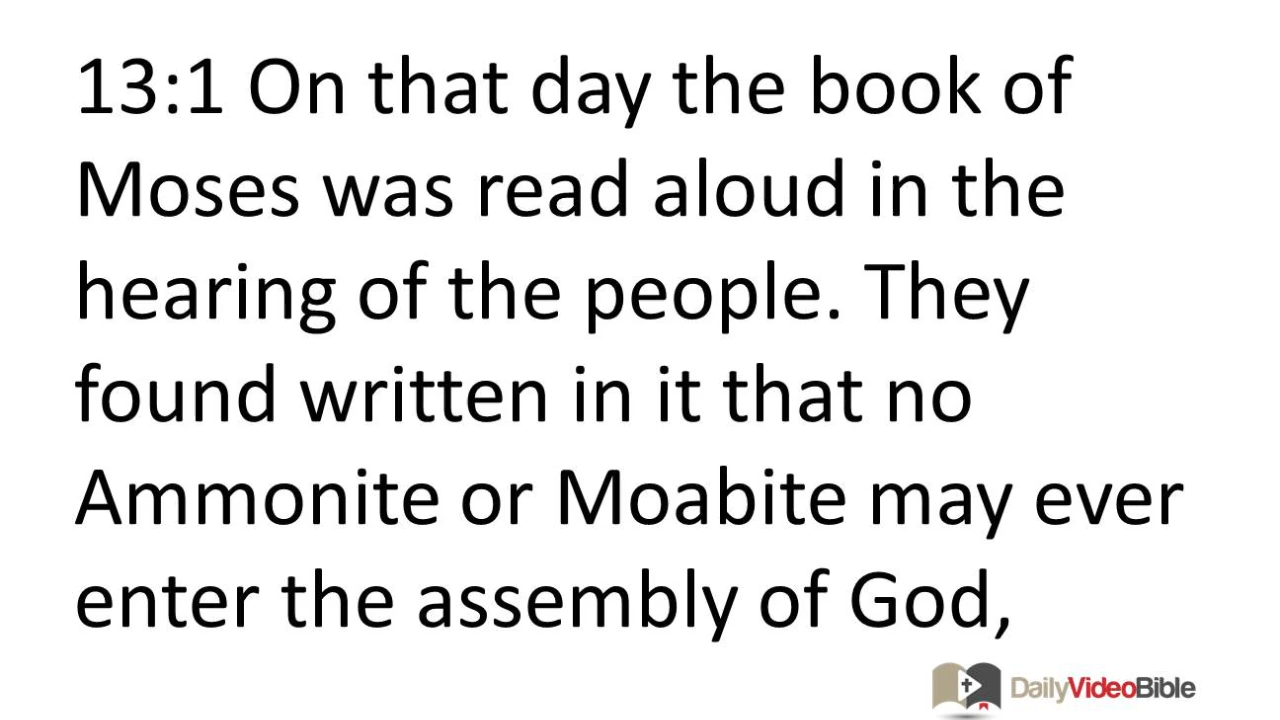 13:1 On that day the book of
Moses was read aloud in the
hearing of the people. They
found written in it that no
Ammonite or Moabite may ever
enter the assembly of God,
DailyVideoBible